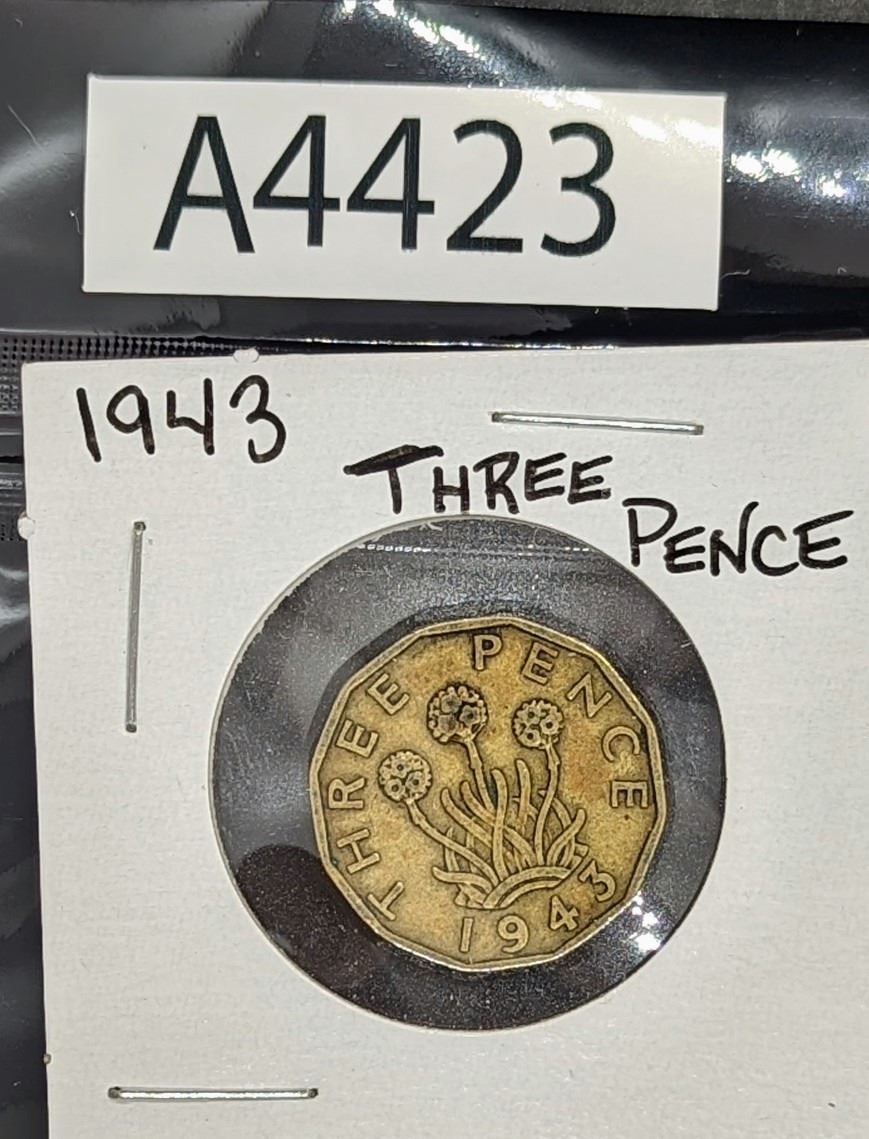 A4423
1943
THREE
PENCE
THREE PENCE
1943